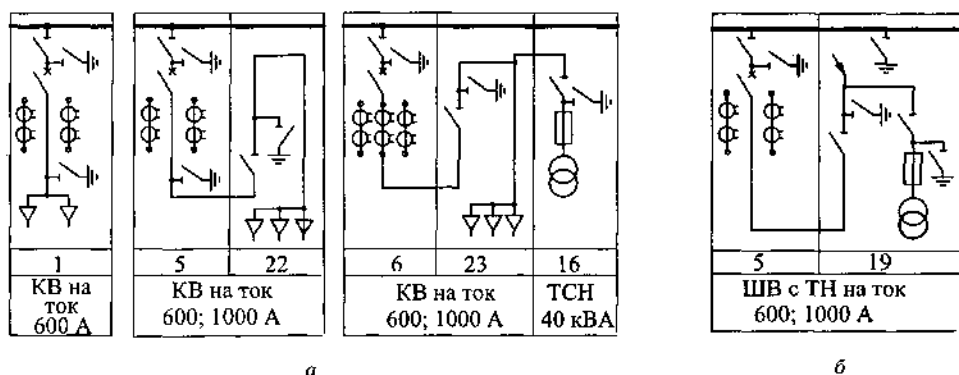 1
КВ на
ток
600 А
5 22
КВ на ток
600; 1000 А
6 23 16
КВ на ток ТСН
600; 1000 А 40 кВА
5 19
ШВ с ТН на ток
600; 1000 А
а б